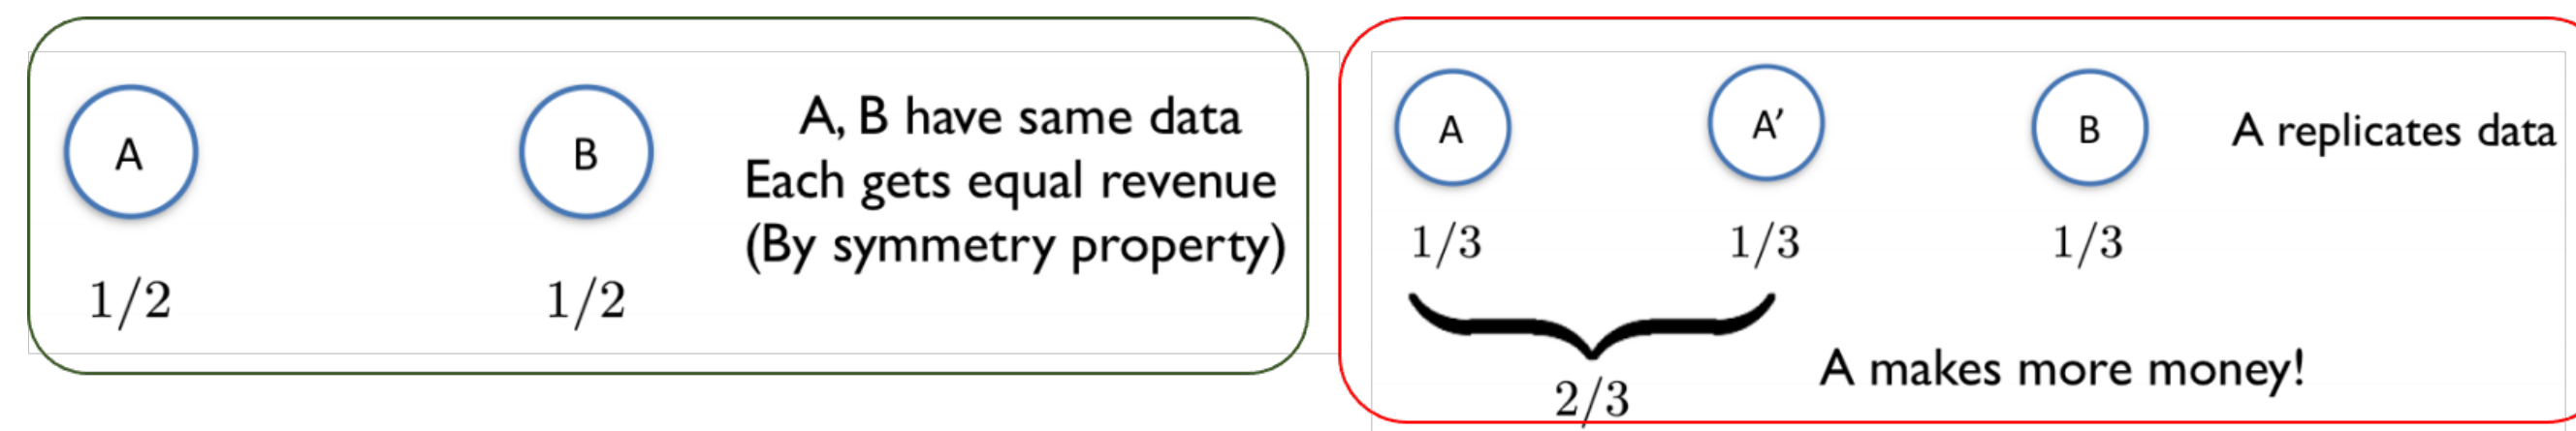 A
B
A, B have same data
Each gets equal revenue
(By symmetry property)
1/2
1/2
A
A’
B
A replicates data
1/3
1/3
1/3
2/3
A makes more money!